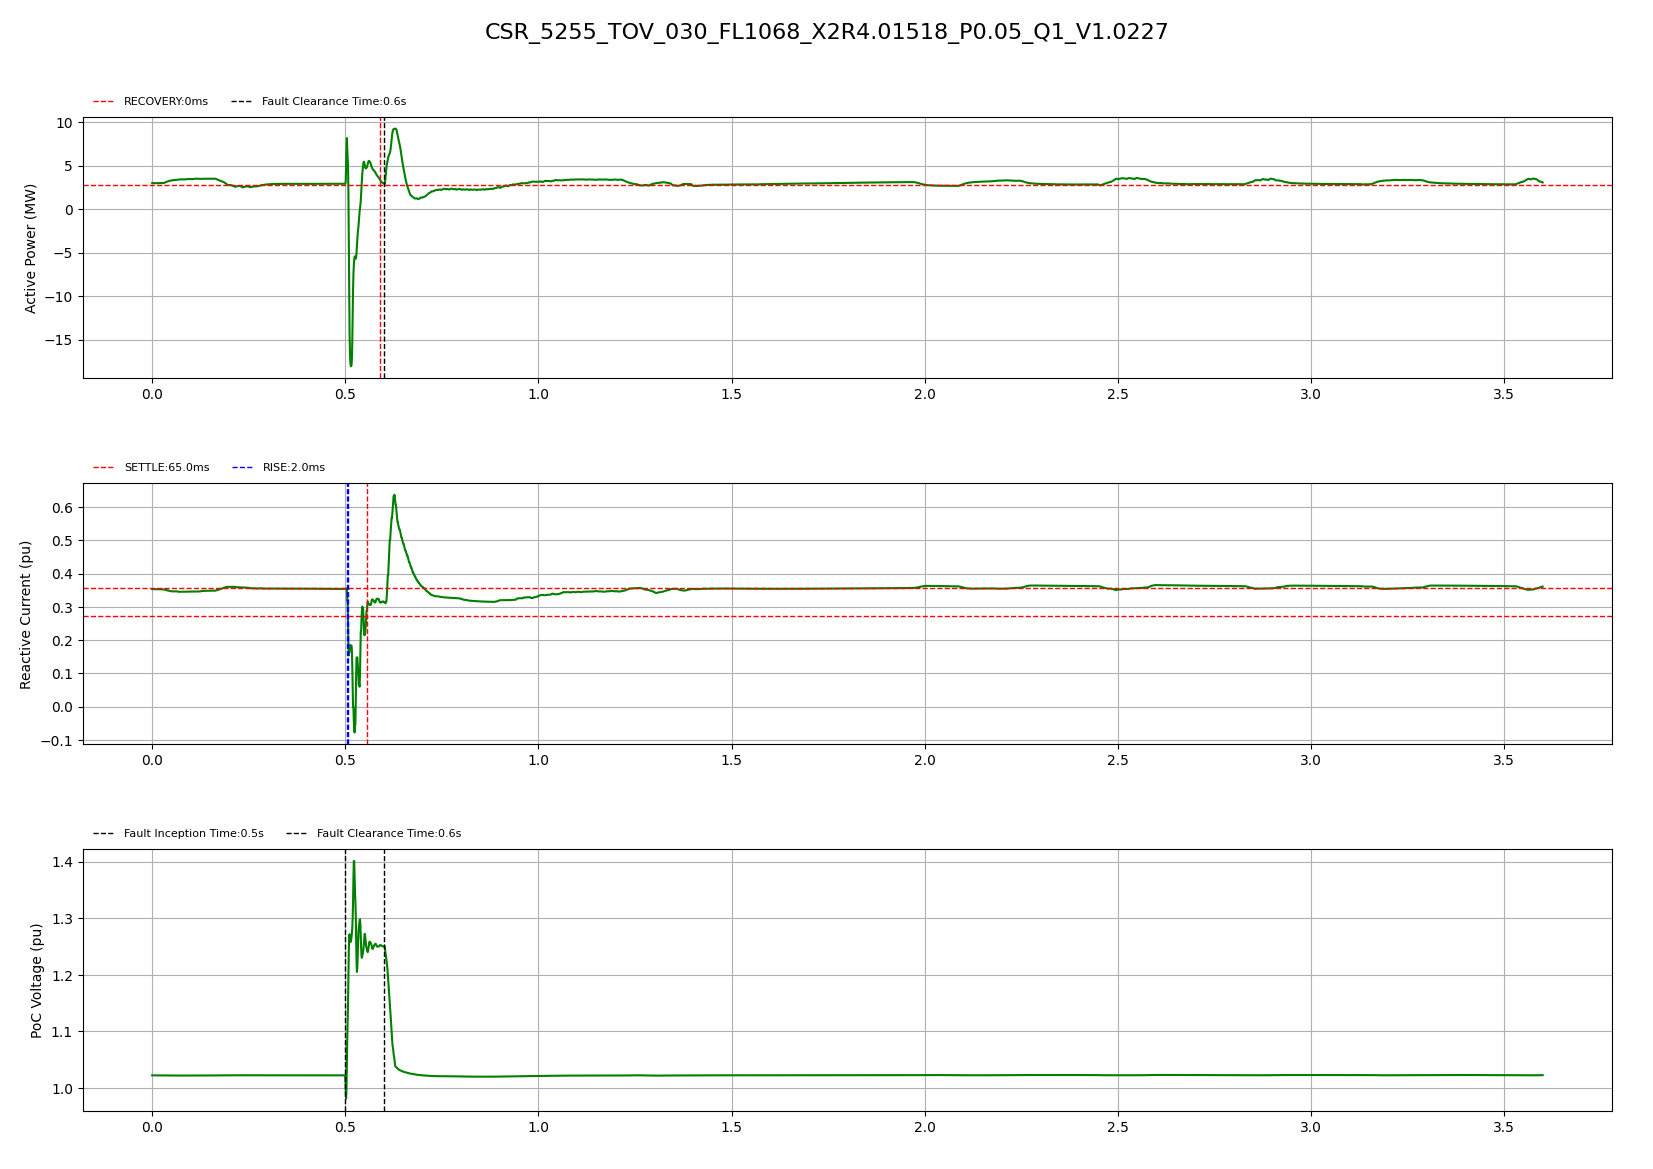 CSR_5255_TOV_030_FL1068_X2R4.01518_P0.05_Q1_V1.0227
RECOVERY:0ms Fault Clearance Time:0.6s
Active Power (MW)
10
5
0
−5
−10
−15
0.0 0.5 1.0 1.5 2.0 2.5 3.0 3.5
SETTLE:65.0ms RISE:2.0ms
Reactive Current (pu)
0.6
0.5
0.4
0.3
0.2
0.1
0.0
−0.1
0.0 0.5 1.0 1.5 2.0 2.5 3.0 3.5
Fault Inception Time:0.5s Fault Clearance Time:0.6s
PoC Voltage (pu)
1.4
1.3
1.2
1.1
1.0
0.0 0.5 1.0 1.5 2.0 2.5 3.0 3.5